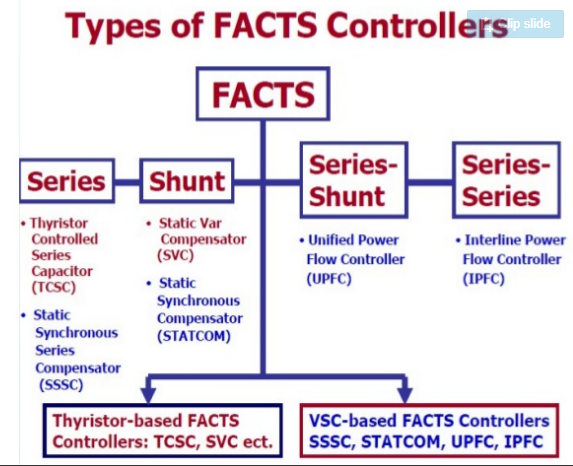 Types of FACTS Controllers
Clip slide
FACTS
Series
Shunt
Series-
Shunt
Series-
Series
• Thyristor
Controlled
Series
Capacitor
(TCSC)
• Static
Synchronous
Series
Compensator
(SSSC)
• Static Var
Compensator
(SVC)
• Static
Synchronous
Compensator
(STATCOM)
• Unified Power
Flow Controller
(UPFC)
• Interline Power
Flow Controller
(IPFC)
Thyristor-based FACTS
Controllers: TCSC, SVC ect.
VSC-based FACTS Controllers
SSSC, STATCOM, UPFC, IPFC